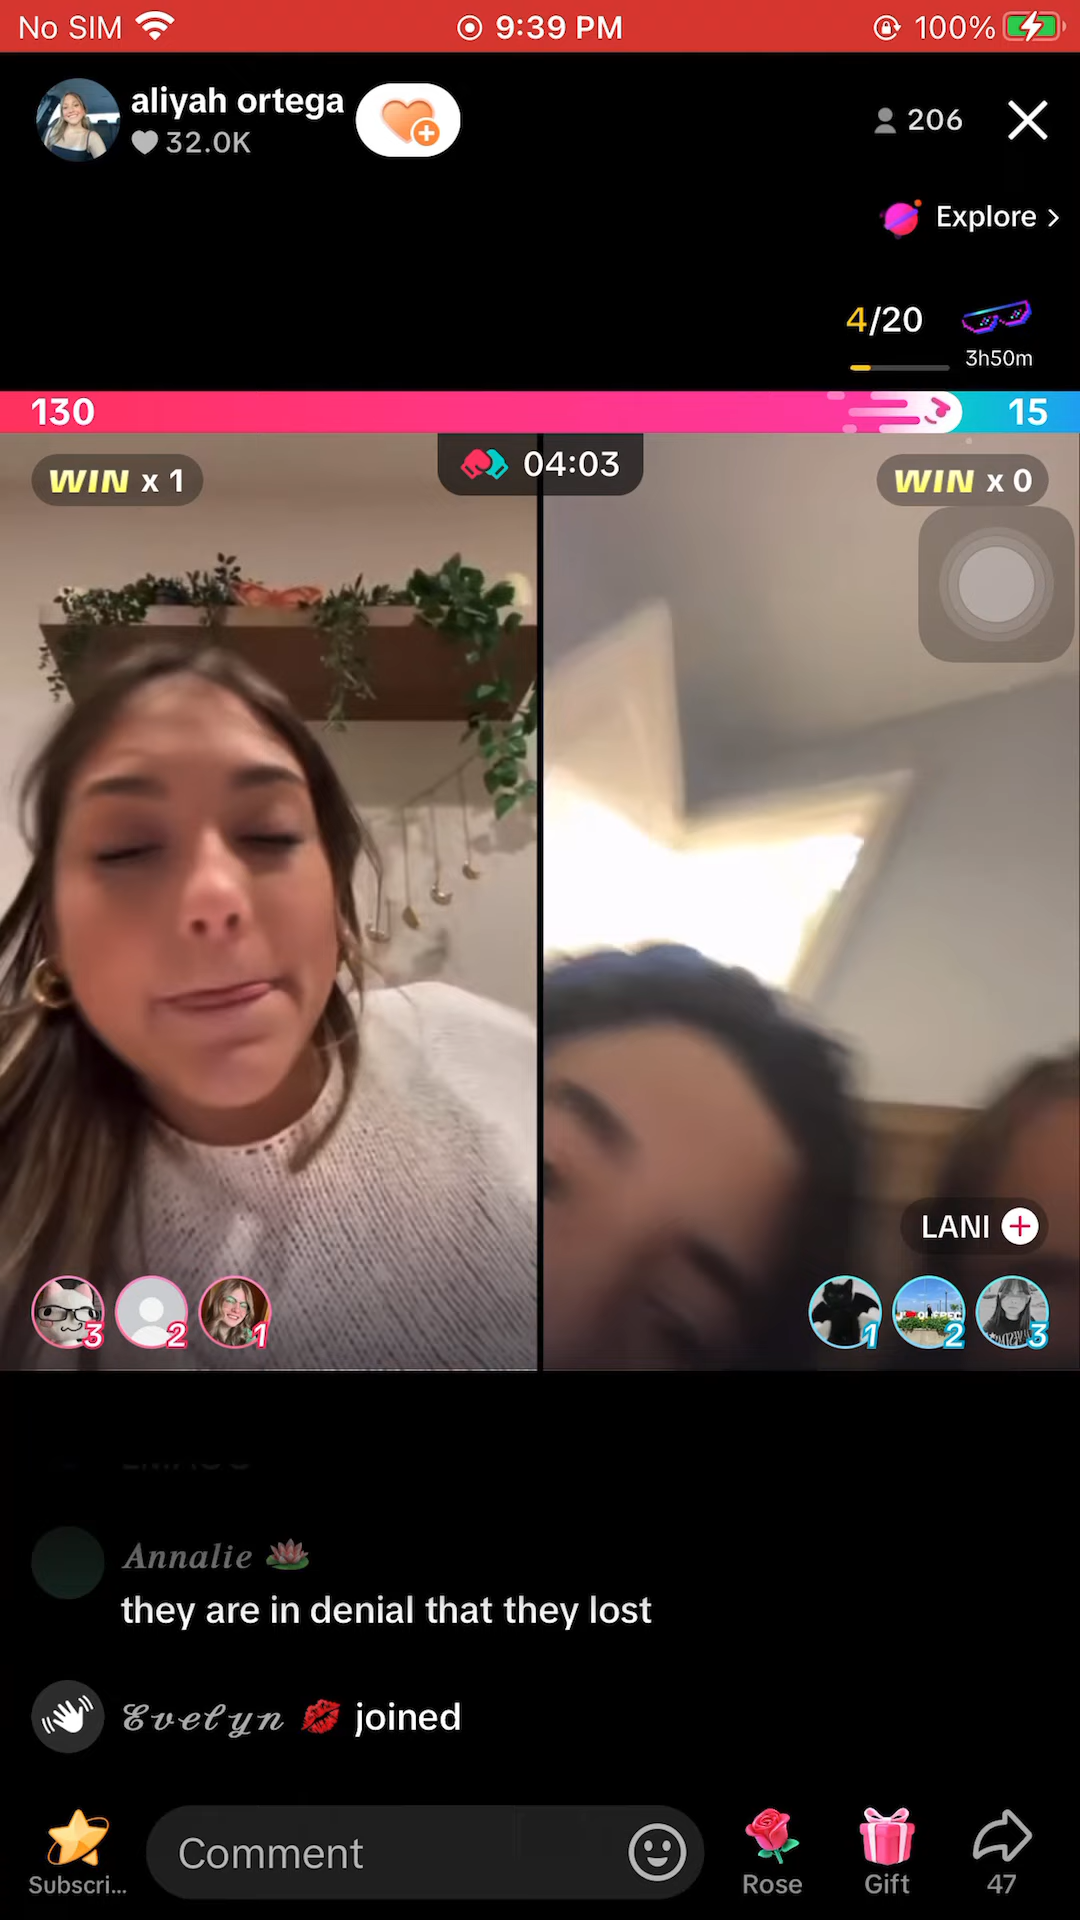 No SIM 9:39 PM 100%
aliyah ortega
32.0K
206
Explore >
4/20
3h50m
130 15
WIN x 1 04:03 WIN x 0
LANI
3 2 1 1 2 3
Annalie
they are in denial that they lost
Evelyn joined
Comment
Subscri... Rose Gift 47